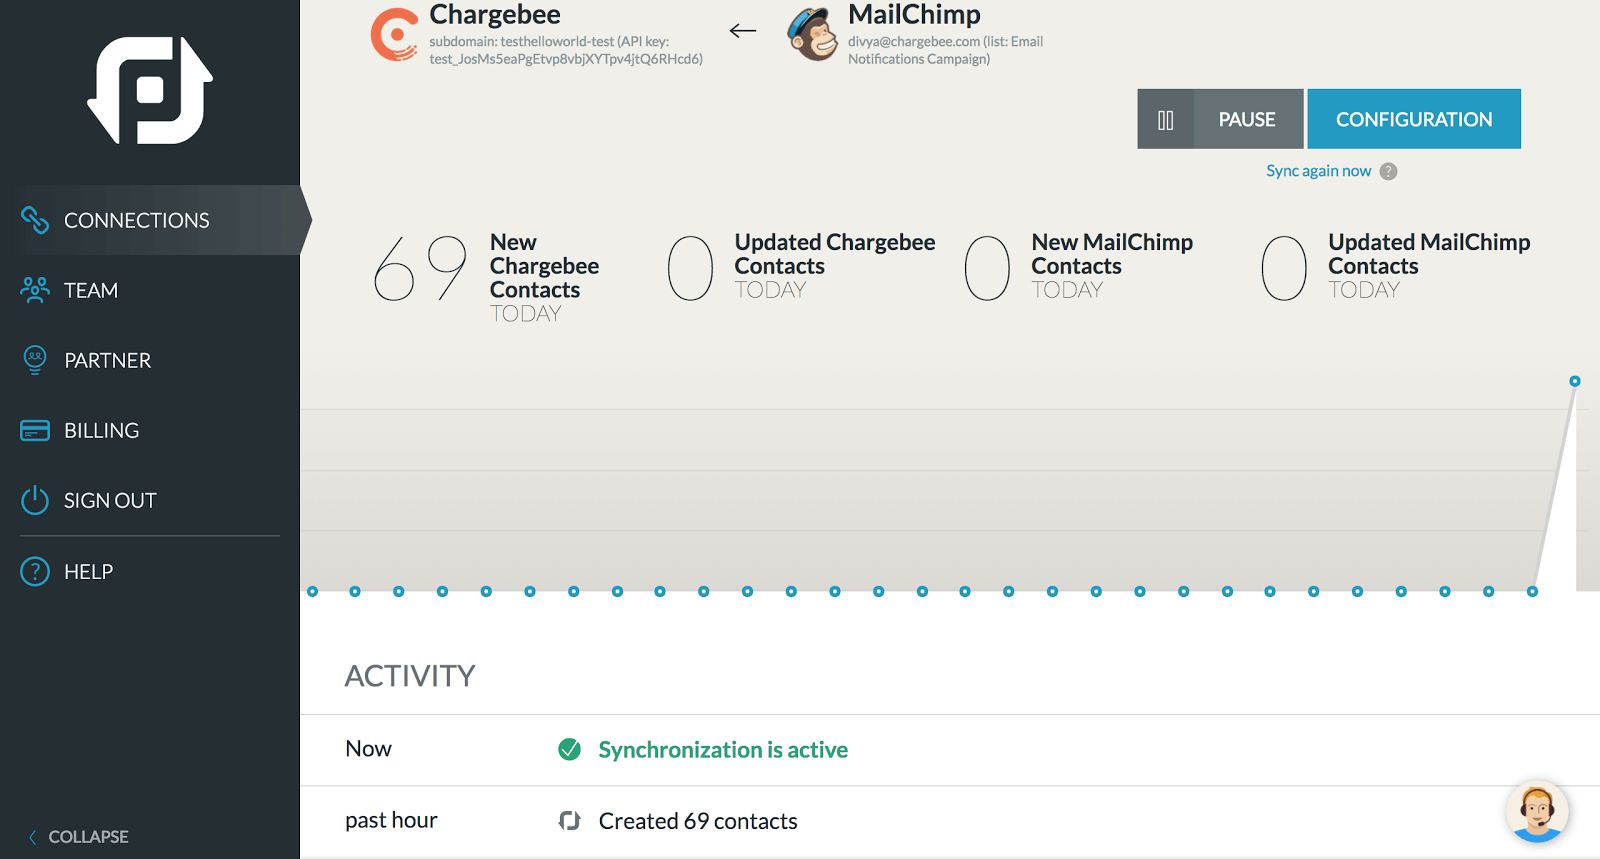 Chargebee
subdomain: testhelloworld-test (API key:
test_JosMs5eaPgEtvp8vbjXYTpv4jtQ6RHcd6)
MailChimp
divya@chargebee.com (list: Email
Notifications Campaign)
PAUSE
CONFIGURATION
Sync again now ?
CONNECTIONS
TEAM
PARTNER
BILLING
SIGN OUT
? HELP
COLLAPSE
69
New
Chargebee
Contacts
TODAY
0
Updated Chargebee
Contacts
TODAY
0
New MailChimp
Contacts
TODAY
0
Updated MailChimp
Contacts
TODAY
ACTIVITY
Now
Synchronization is active
past hour
Created 69 contacts